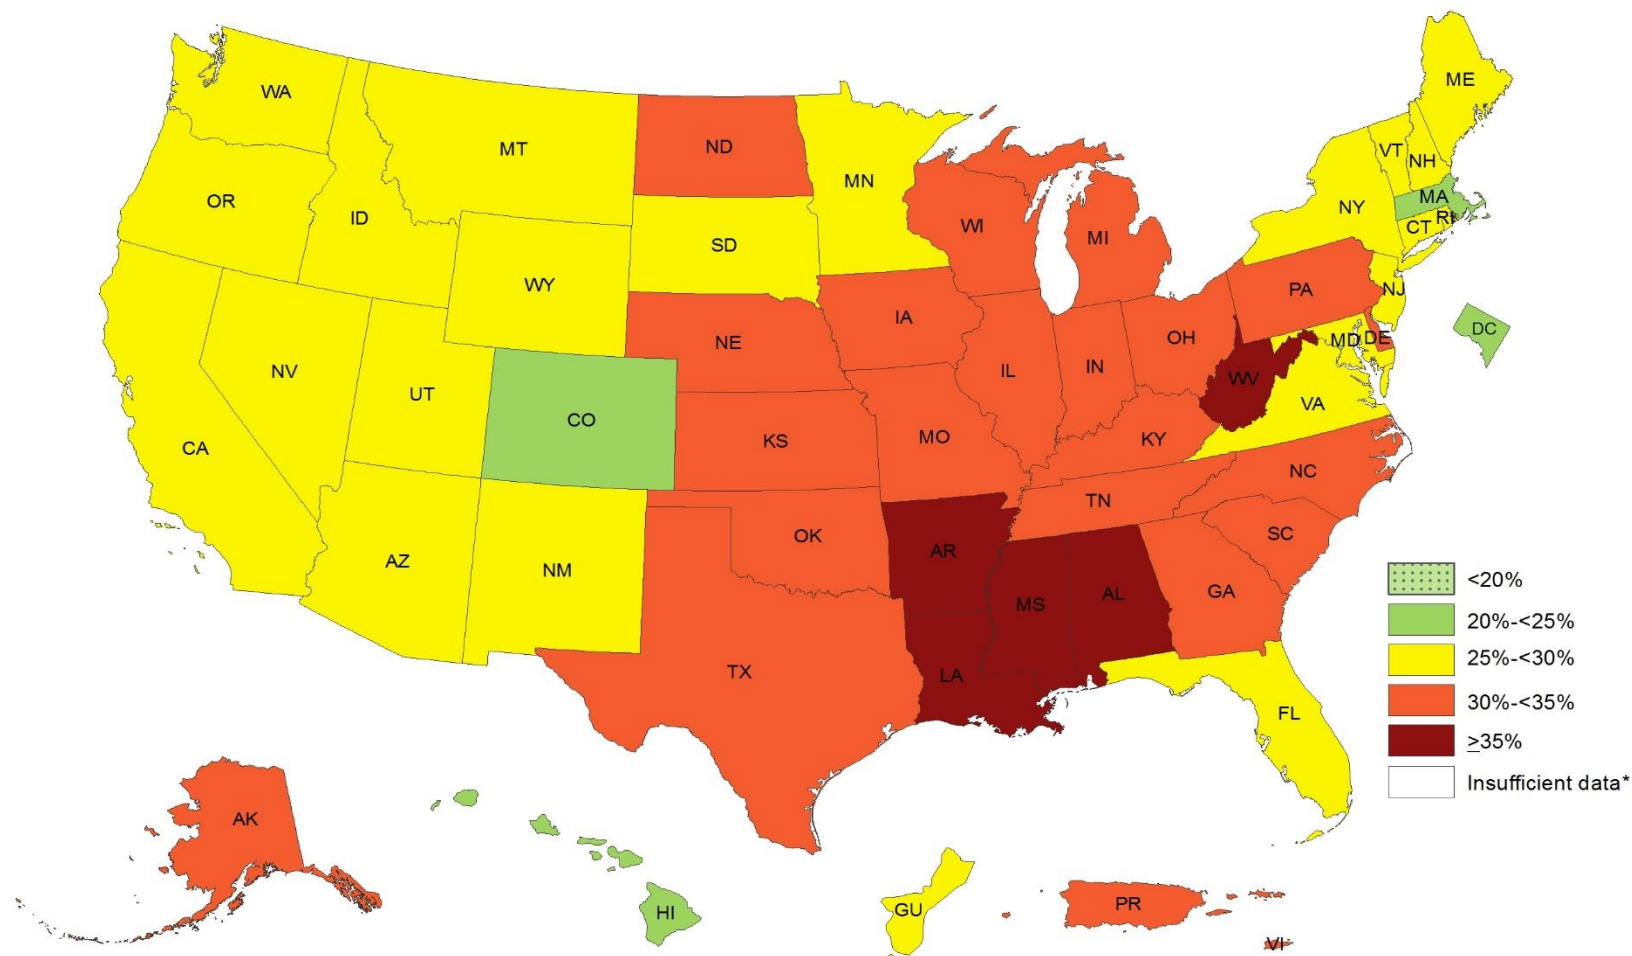 WA
MT
ND
MN
ME
VT
NH
OR
ID
SD
WI
MI
NY
MA
CT
RI
WY
NE
IA
PA
NJ
NV
UT
CO
IL
IN
OH
MD
DE
DC
CA
KS
MO
WV
VA
KY
NC
AZ
NM
OK
TN
AR
SC
MS
AL
GA
TX
LA
FL
AK
HI
GU
PR
VI
<20%
20%-<25%
25%-<30%
30%-<35%
≥35%
Insufficient data*